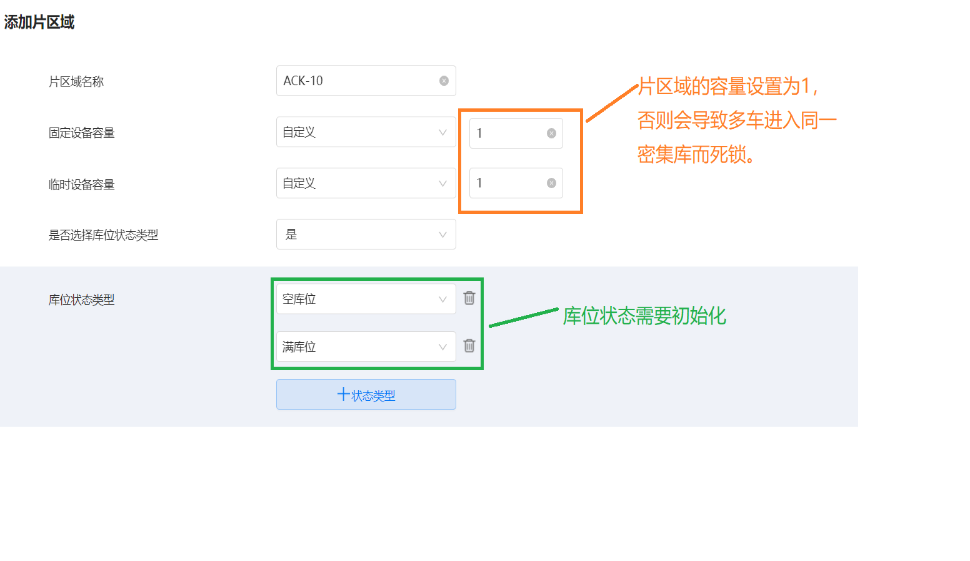 添加片区域
片区域名称
ACK-10
固定设备容量
自定义
1
临时设备容量
自定义
1
片区域的容量设置为1,
否则会导致多车进入同一
密集库而死锁。
是否选择库位状态类型
是
库位状态类型
空库位
满库位
库位状态需要初始化
+状态类型